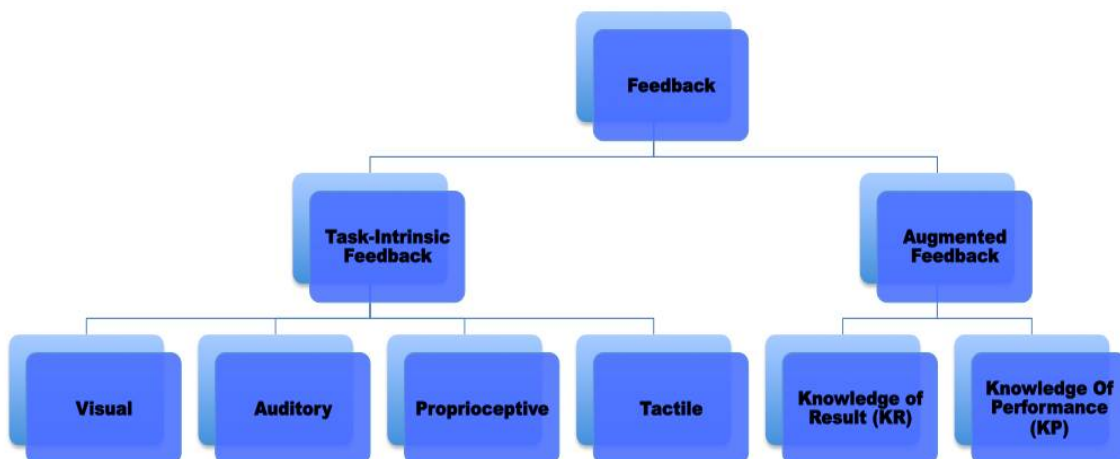 Feedback
Task-Intrinsic
Feedback
Augmented
Feedback
Visual
Auditory
Proprioceptive
Tactile
Knowledge of
Result (KR)
Knowledge Of
Performance
(KP)